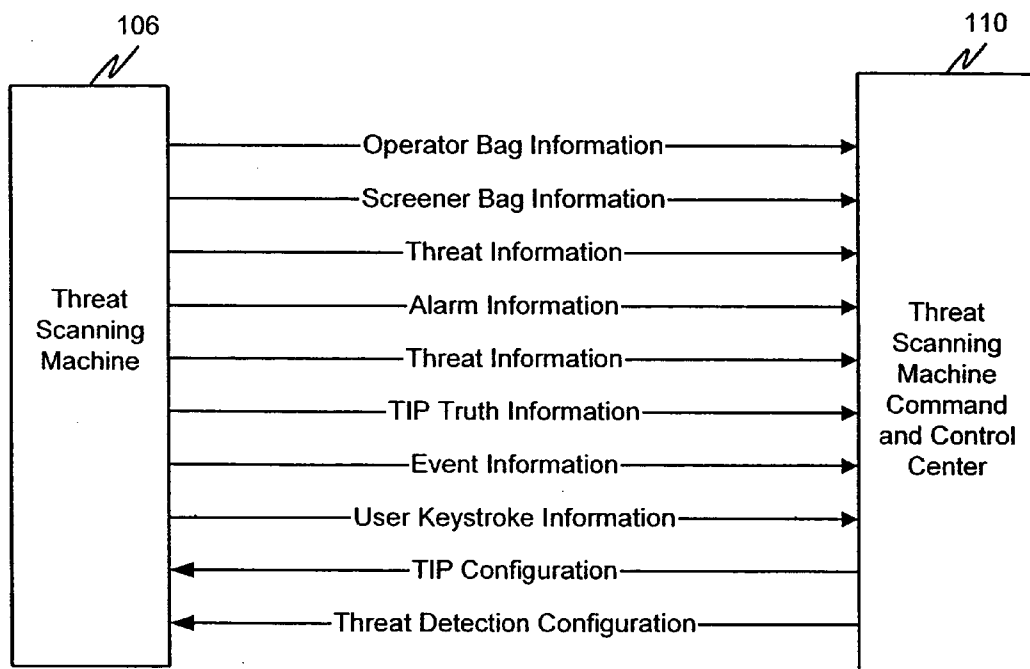 106
110
Operator Bag Information
Screener Bag Information
Threat Information
Alarm Information
Threat Information
TIP Truth Information
Event Information
User Keystroke Information
TIP Configuration
Threat Detection Configuration
Threat
Scanning
Machine
Threat
Scanning
Machine
Command
and Control
Center